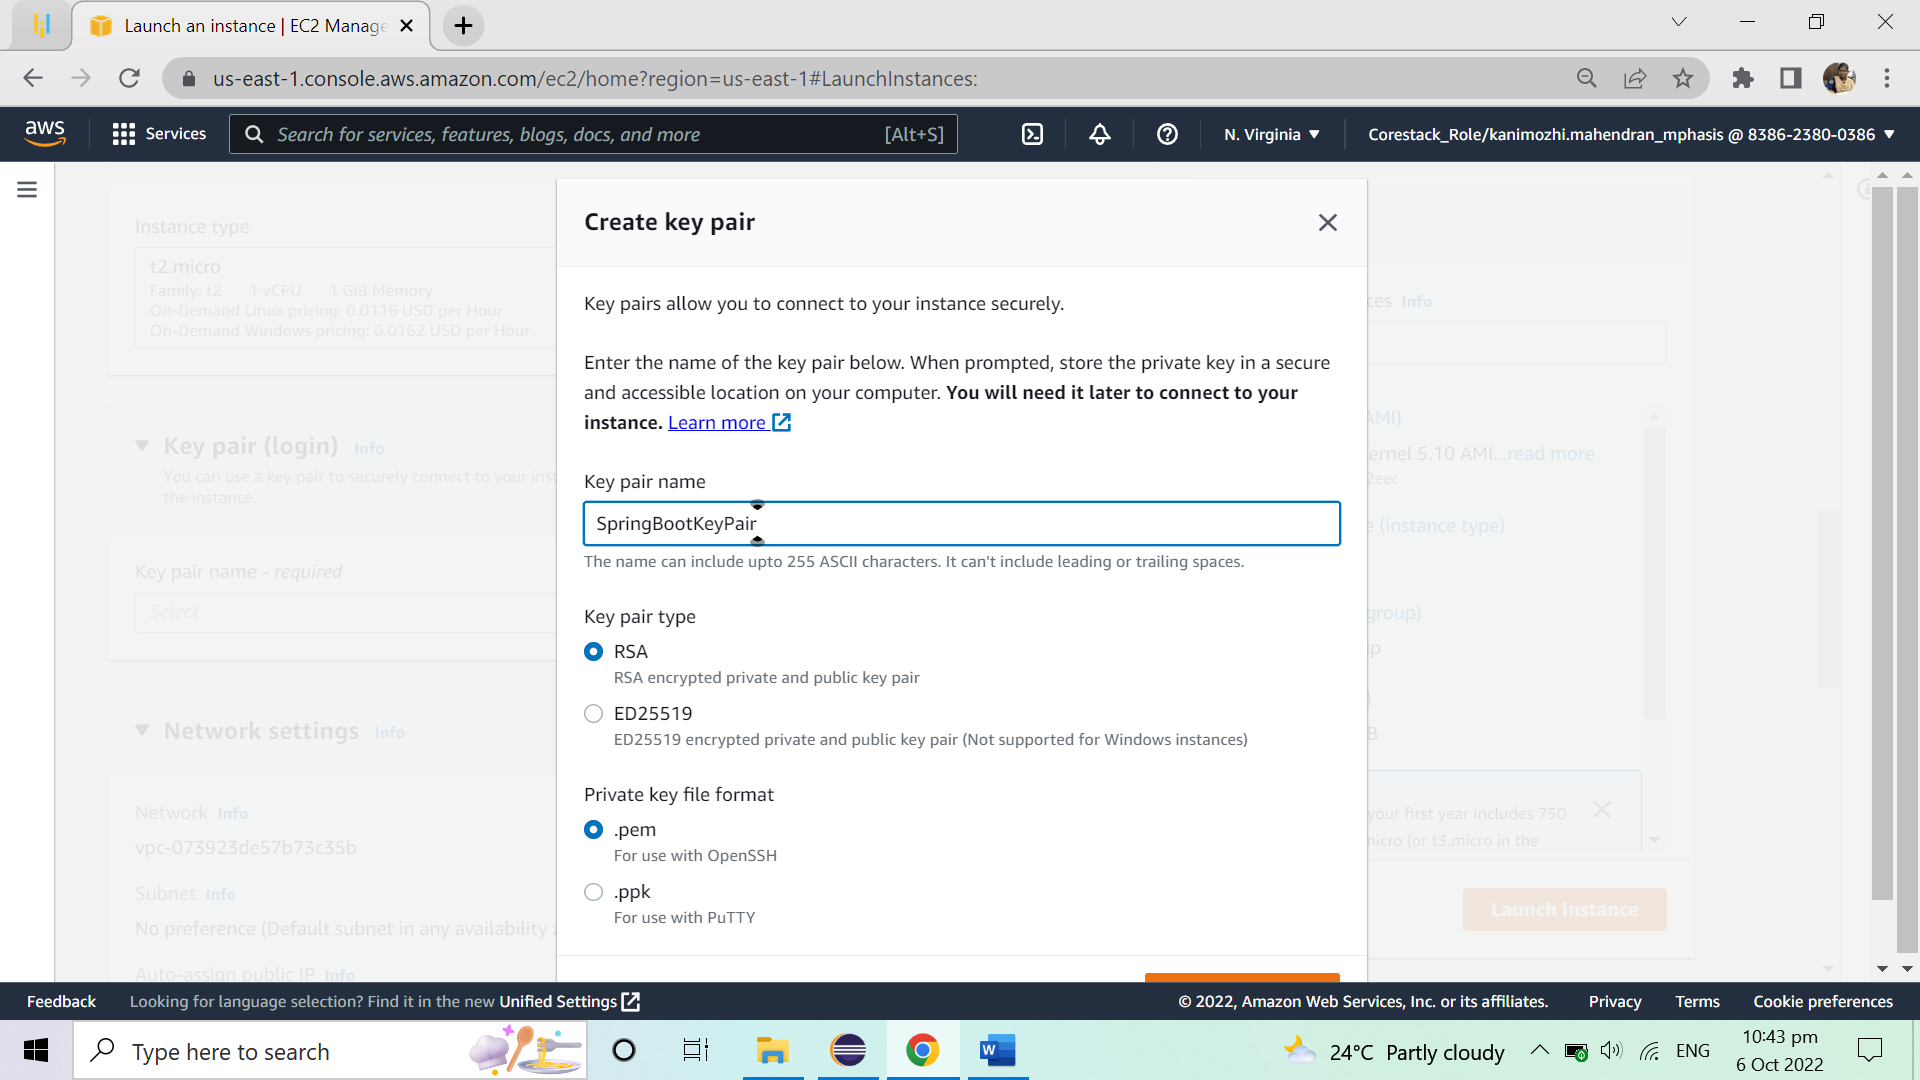 Launch an instance | EC2 Manage
us-east-1.console.aws.amazon.com/ec2/home?region=us-east-1#LaunchInstances:
aws
Services
Search for services, features, blogs, docs, and more
[Alt+S]
N. Virginia
Corestack_Role/kanimozhi.mahendran_mphasis @ 8386-2380-0386
Instance type
t2.micro
Family: t2 1 vCPU 1 GiB Memory
On-Demand Linux pricing: 0.0116 USD per Hour
On-Demand Windows pricing: 0.0162 USD per Hour
Key pair (login) Info
You can use a key pair to securely connect to your inst
the instance.
Key pair name - required
Select
Network settings Info
Network Info
vpc-073923de57b73c35b
Subnet Info
No preference (Default subnet in any availability z
Auto-assign public IP Info
Create key pair
Key pairs allow you to connect to your instance securely.
Enter the name of the key pair below. When prompted, store the private key in a secure
and accessible location on your computer. You will need it later to connect to your
instance. Learn more
Key pair name
SpringBootKeyPair
The name can include upto 255 ASCII characters. It can't include leading or trailing spaces.
Key pair type
RSA
RSA encrypted private and public key pair
ED25519
ED25519 encrypted private and public key pair (Not supported for Windows instances)
Private key file format
.pem
For use with OpenSSH
.ppk
For use with PuTTY
ces Info
AMI)
ernel 5.10 AMI...read more
2eec
e (instance type)
group)
p
)
B
your first year includes 750
micro (or t3.micro in the
Launch instance
Feedback
Looking for language selection? Find it in the new Unified Settings
© 2022, Amazon Web Services, Inc. or its affiliates.
Privacy
Terms
Cookie preferences
Type here to search
24°C Partly cloudy
ENG
10:43 pm
6 Oct 2022